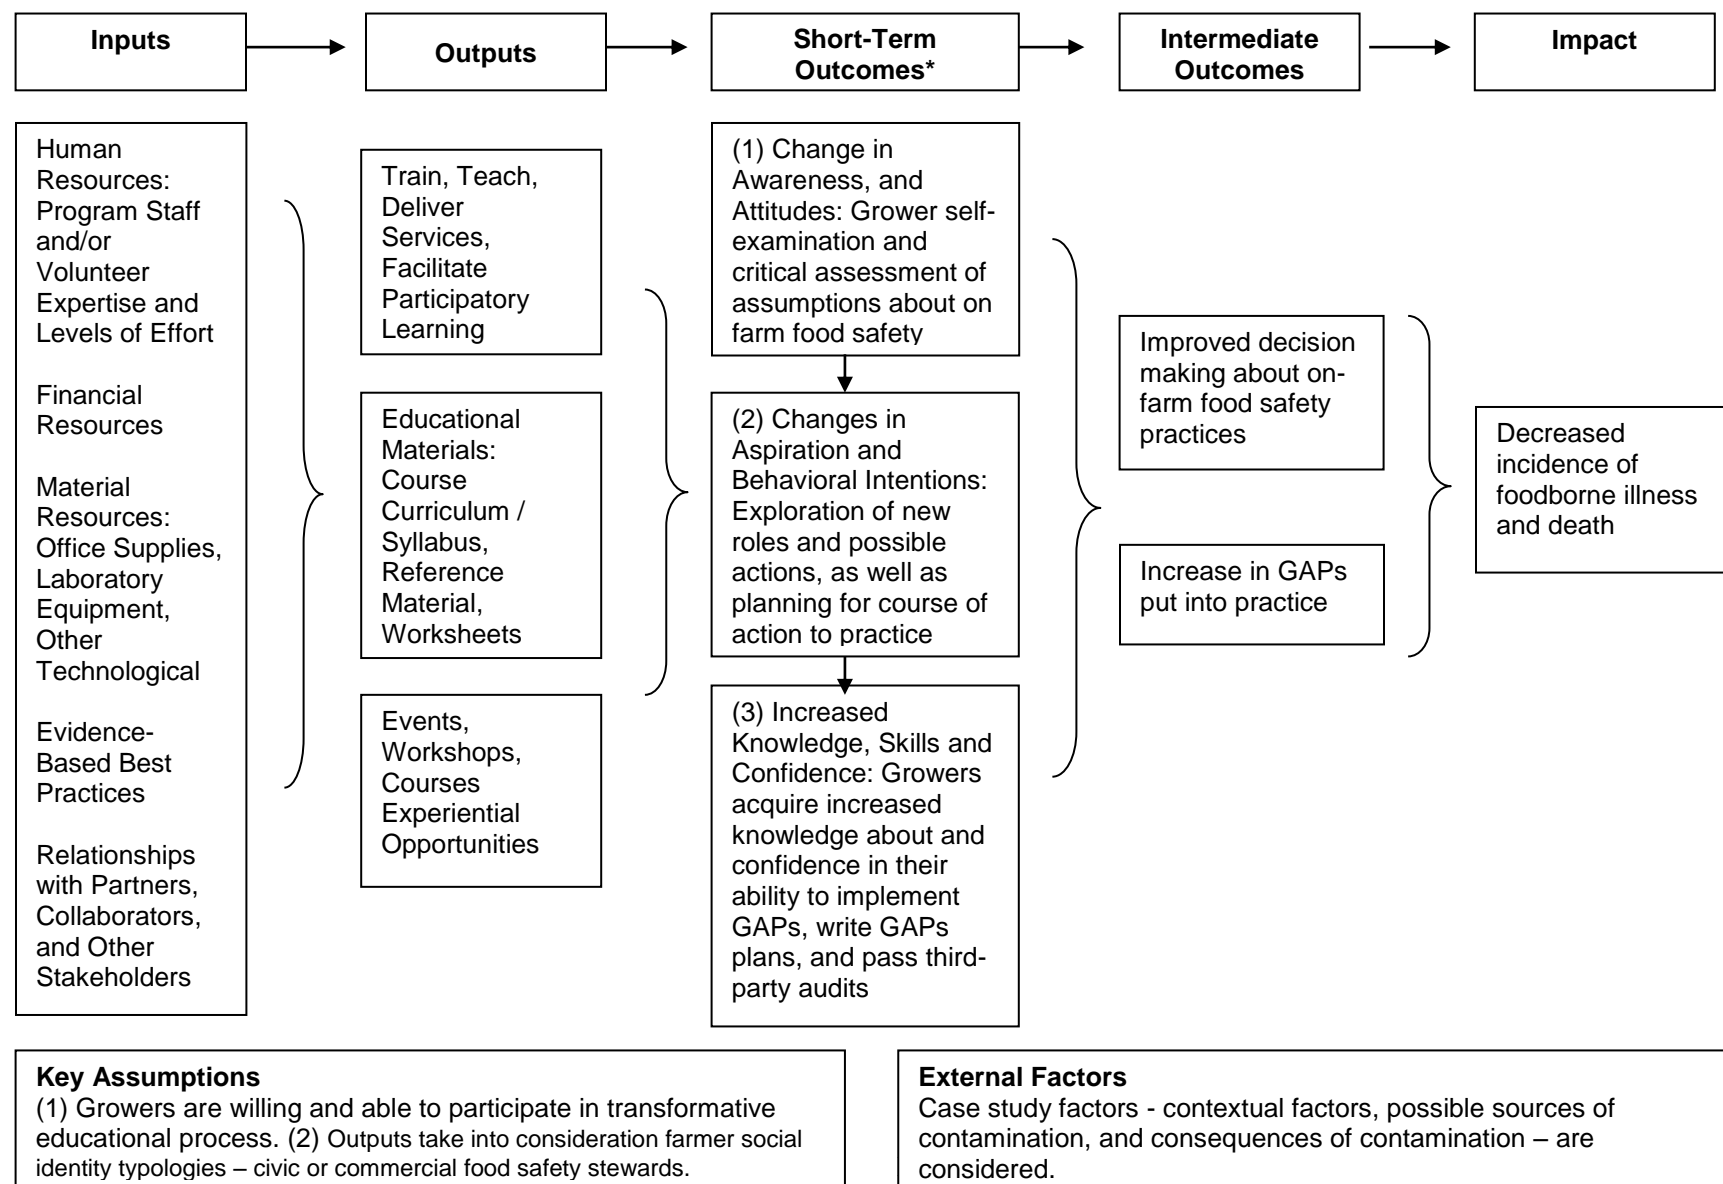 Inputs
Outputs
Short-Term
Outcomes*
Intermediate
Outcomes
Impact
Human
Resources:
Program Staff
and/or
Volunteer
Expertise and
Levels of Effort
Financial
Resources
Material
Resources:
Office Supplies,
Laboratory
Equipment,
Other
Technological
Evidence-
Based Best
Practices
Relationships
with Partners,
Collaborators,
and Other
Stakeholders
Train, Teach,
Deliver
Services,
Facilitate
Participatory
Learning
Educational
Materials:
Course
Curriculum /
Syllabus,
Reference
Material,
Worksheets
Events,
Workshops,
Courses
Experiential
Opportunities
(1) Change in
Awareness, and
Attitudes: Grower self-
examination and
critical assessment of
assumptions about on
farm food safety
(2) Changes in
Aspiration and
Behavioral Intentions:
Exploration of new
roles and possible
actions, as well as
planning for course of
action to practice
(3) Increased
Knowledge, Skills and
Confidence: Growers
acquire increased
knowledge about and
confidence in their
ability to implement
GAPs, write GAPs
plans, and pass third-
party audits
Improved decision
making about on-
farm food safety
practices
Increase in GAPs
put into practice
Decreased
incidence of
foodborne illness
and death
Key Assumptions
(1) Growers are willing and able to participate in transformative
educational process. (2) Outputs take into consideration farmer social
identity typologies – civic or commercial food safety stewards.
External Factors
Case study factors - contextual factors, possible sources of
contamination, and consequences of contamination – are
considered.